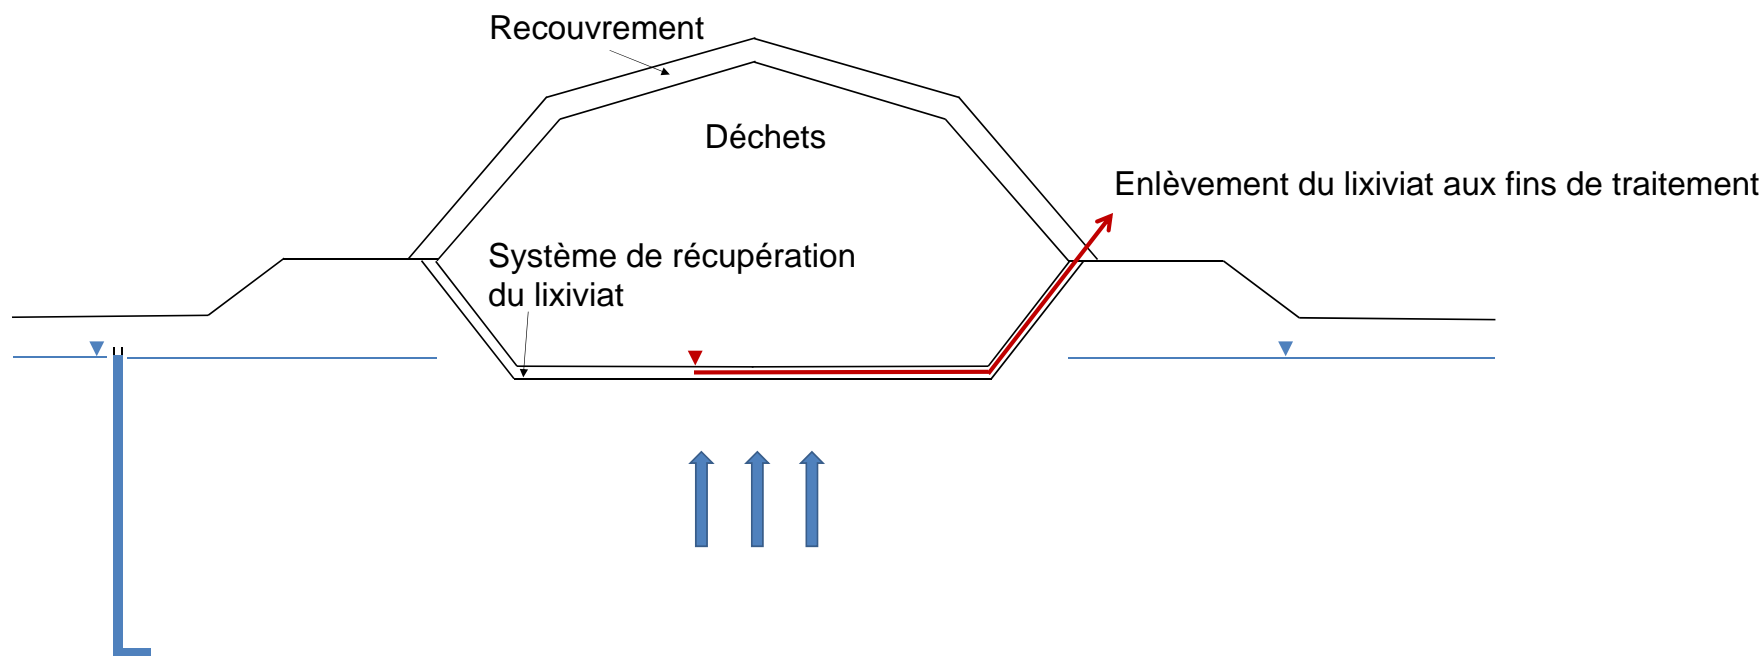 Recouvrement
Déchets
Enlèvement du lixiviat aux fins de traitement
Système de récupération
du lixiviat